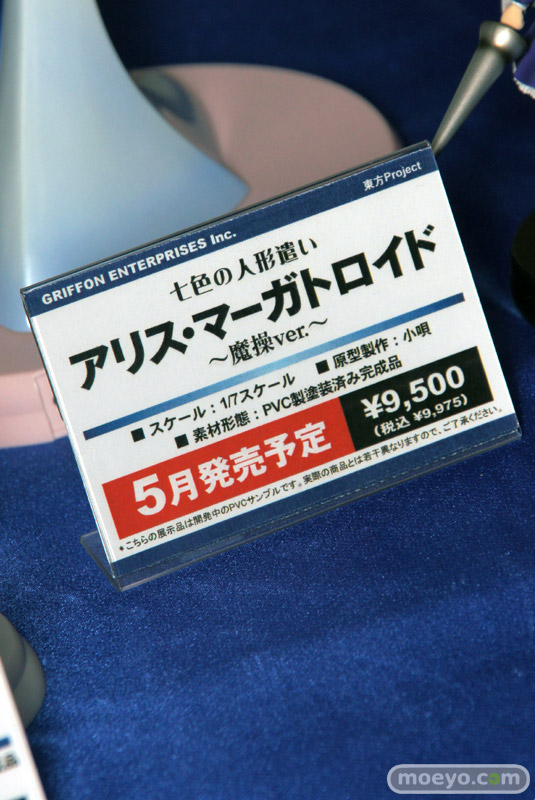 東方Project
GRIFFON ENTERPRISES Inc.
七色の人形遣い
アリス・マーガトロイド
～魔操ver.～
■スケール：1/7スケール ■原型製作：小唄
■素材形態：PVC製塗装済み完成品
5月発売予定
¥9,500
(税込 ¥9,975)
*こちらの展示品は開発中のPVCサンプルです。実際の商品とは若干異なりますので、ご了承ください。
品
moeyo.com